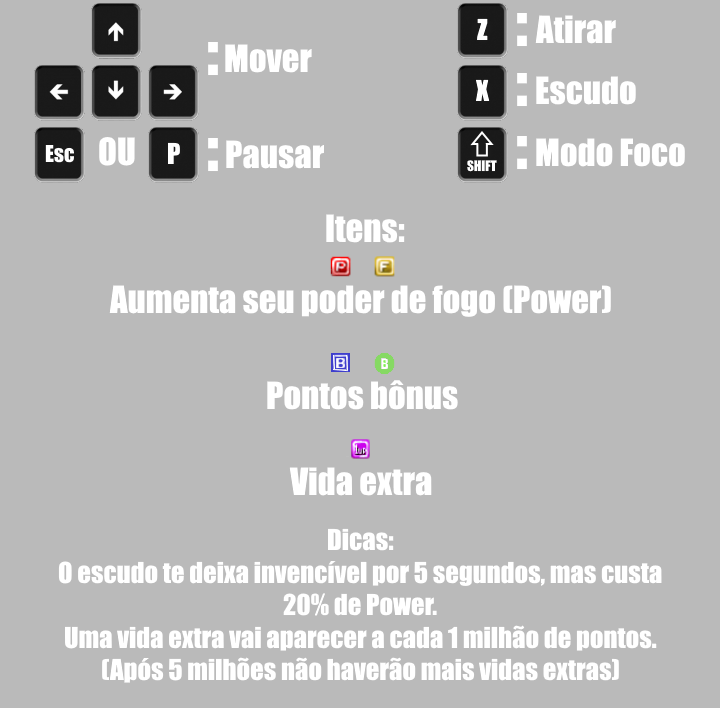 : Mover
Esc OU P : Pausar
Z : Atirar
X : Escudo
SHIFT : Modo Foco
Itens:
P F
Aumenta seu poder de fogo (Power)
B B
Pontos bônus
1up
Vida extra
Dicas:
O escudo te deixa invencível por 5 segundos, mas custa
20% de Power.
Uma vida extra vai aparecer a cada 1 milhão de pontos.
(Após 5 milhões não haverão mais vidas extras)